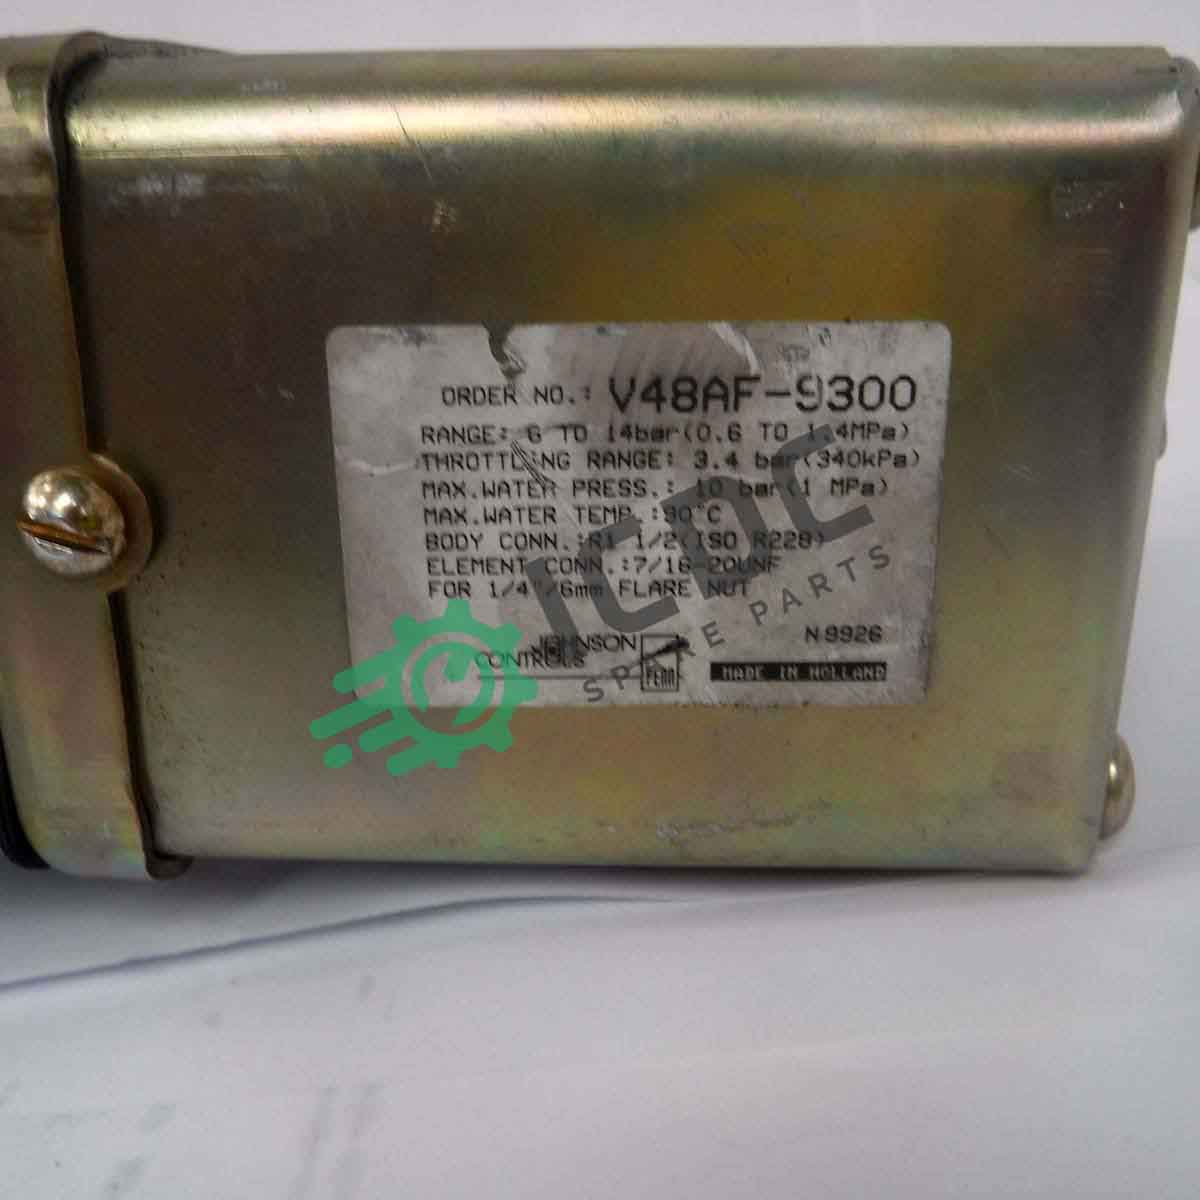 ORDER NO.: V48AF-9300
RANGE: 6 TO 14bar(0.6 TO 1.4MPa)
THROTTLING RANGE: 3.4 bar(340kPa)
MAX.WATER PRESS.: 10 bar(1 MPa)
MAX.WATER TEMP.:90°C
BODY CONN.:R1 1/2(ISO R228)
ELEMENT CONN.:7/16-20UNF
FOR 1/4"/6mm FLARE NUT
JOHNSON
CONTROLS
PENN
N9926
MADE IN HOLLAND
ICDC
SPARE PARTS